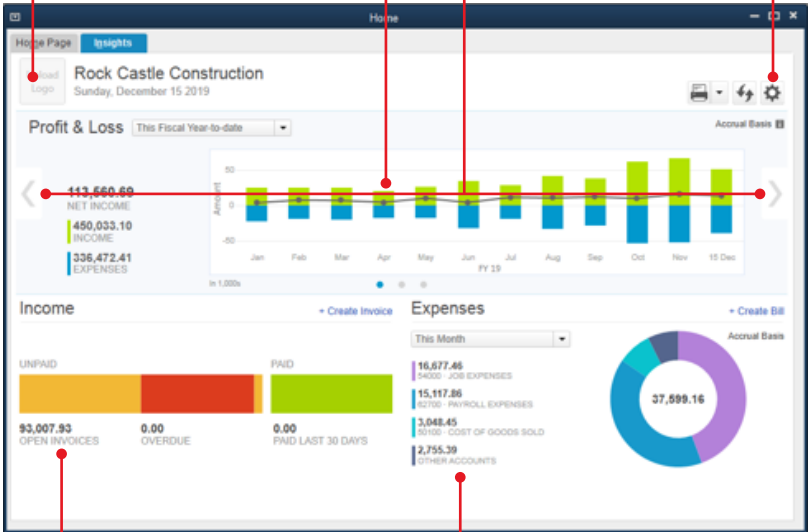 Home
Home Page Insights
Upload Logo
Rock Castle Construction
Sunday, December 15 2019
Profit & Loss This Fiscal Year-to-date
Accrual Basis
113,560.69
NET INCOME
450,033.10
INCOME
336,472.41
EXPENSES
Amount
50
0
-50
Jan Feb Mar Apr May Jun Jul Aug Sep Oct Nov 15 Dec
FY 19
In 1,000s
Income
+ Create Invoice
UNPAID PAID
93,007.93 0.00 0.00
OPEN INVOICES OVERDUE PAID LAST 30 DAYS
Expenses
+ Create Bill
This Month
Accrual Basis
16,677.46
54000 · JOB EXPENSES
15,117.86
62700 · PAYROLL EXPENSES
3,048.45
50100 · COST OF GOODS SOLD
2,755.39
OTHER ACCOUNTS
37,599.16